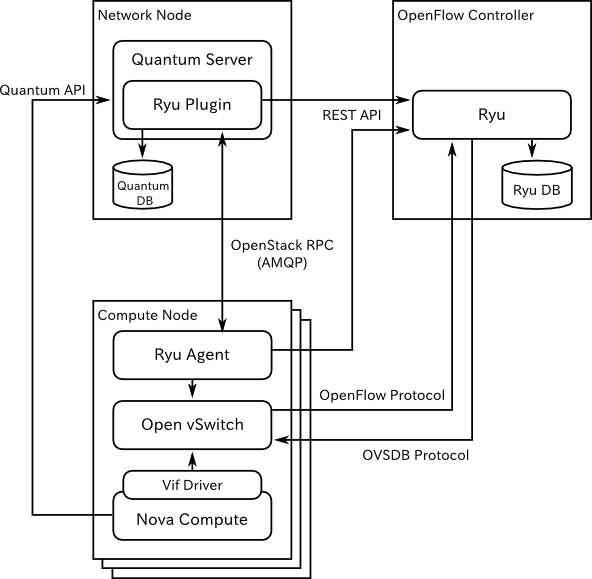 Network Node
OpenFlow Controller
Quantum Server
Quantum API
Ryu Plugin
REST API
Ryu
Quantum
DB
Ryu DB
OpenStack RPC
(AMQP)
Compute Node
Ryu Agent
OpenFlow Protocol
Open vSwitch
OVSDB Protocol
Vif Driver
Nova Compute